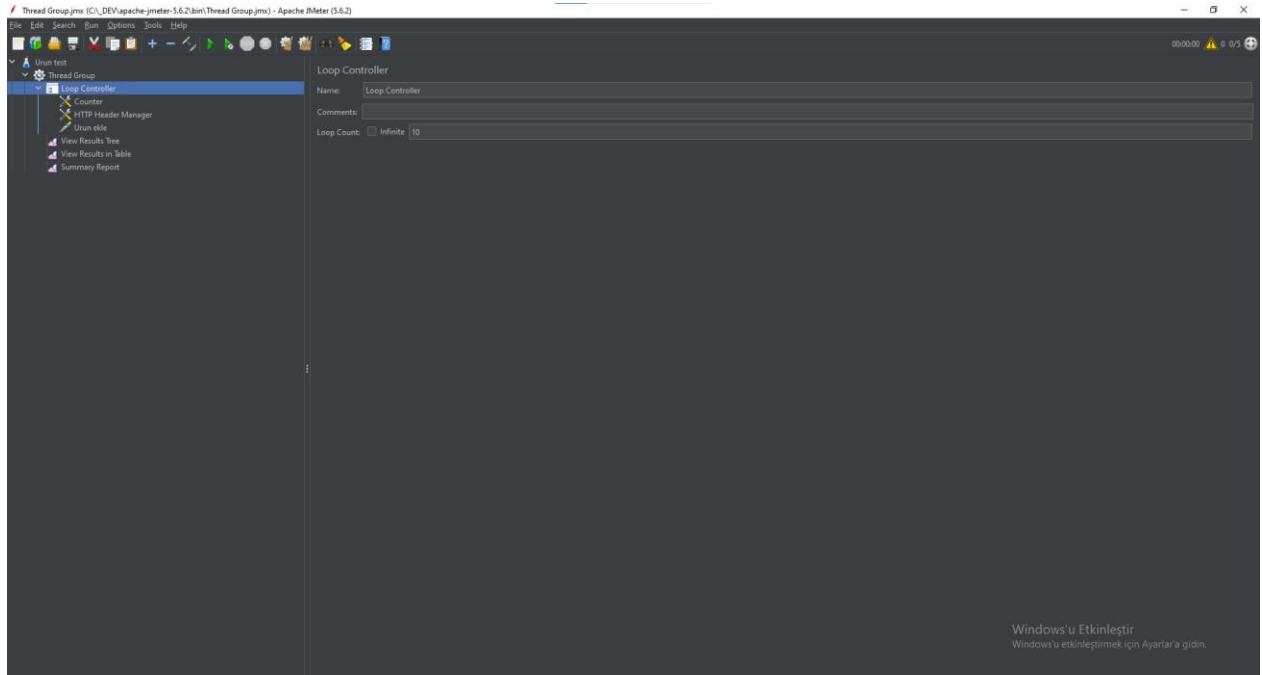 Thread Group.jmx (C:\_DEV\apache-jmeter-5.6.2\bin\Thread Group.jmx) - Apache JMeter (5.6.2)
File Edit Search Run Options Tools Help
00:00:00 0 0/5
Urun test
Thread Group
Loop Controller
Counter
HTTP Header Manager
Urun ekle
View Results Tree
View Results in Table
Summary Report
Loop Controller
Name: Loop Controller
Comments:
Loop Count: Infinite 10
Windows'u Etkinleştir
Windows'u etkinleştirmek için Ayarlar'a gidin.